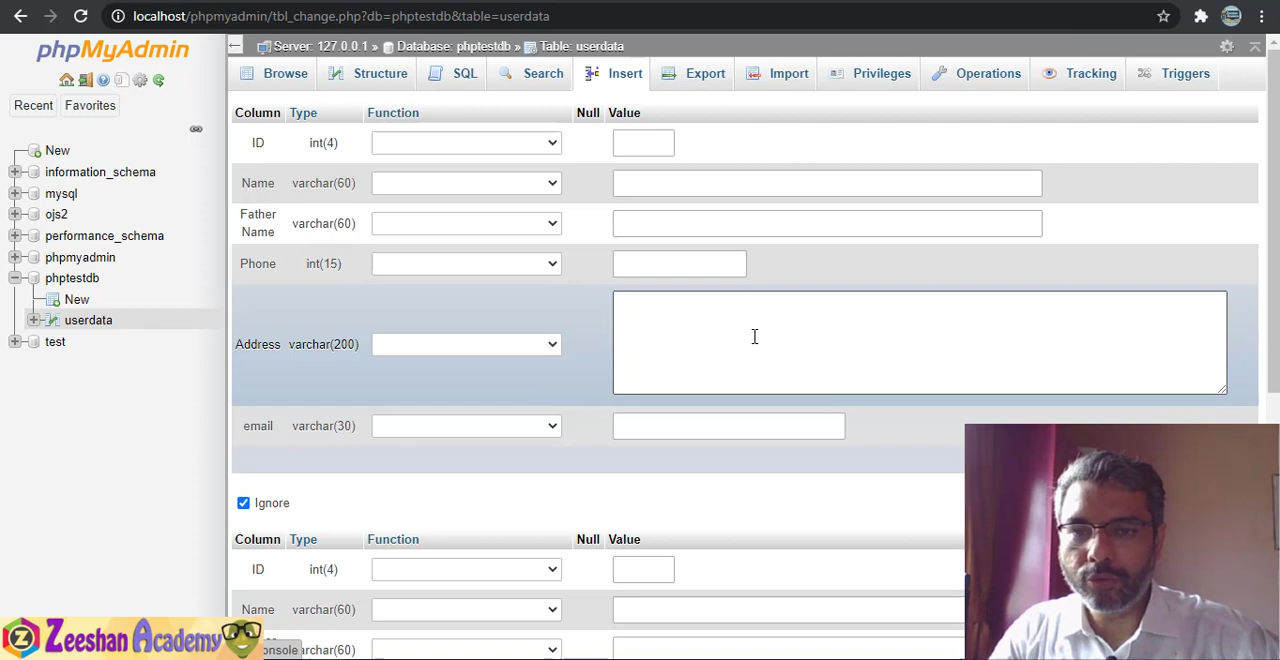 localhost/phpmyadmin/tbl_change.php?db=phptestdb&table=userdata
phpMyAdmin
Recent Favorites
New
information_schema
mysql
ojs2
performance_schema
phpmyadmin
phptestdb
New
userdata
test
Server: 127.0.0.1 » Database: phptestdb » Table: userdata
Browse Structure SQL Search Insert Export Import Privileges Operations Tracking Triggers
Column Type Function Null Value
ID int(4)
Name varchar(60)
Father
Name varchar(60)
Phone int(15)
Address varchar(200)
email varchar(30)
Ignore
Column Type Function Null Value
ID int(4)
Name varchar(60)
varchar(60)
Console
Zeeshan Academy